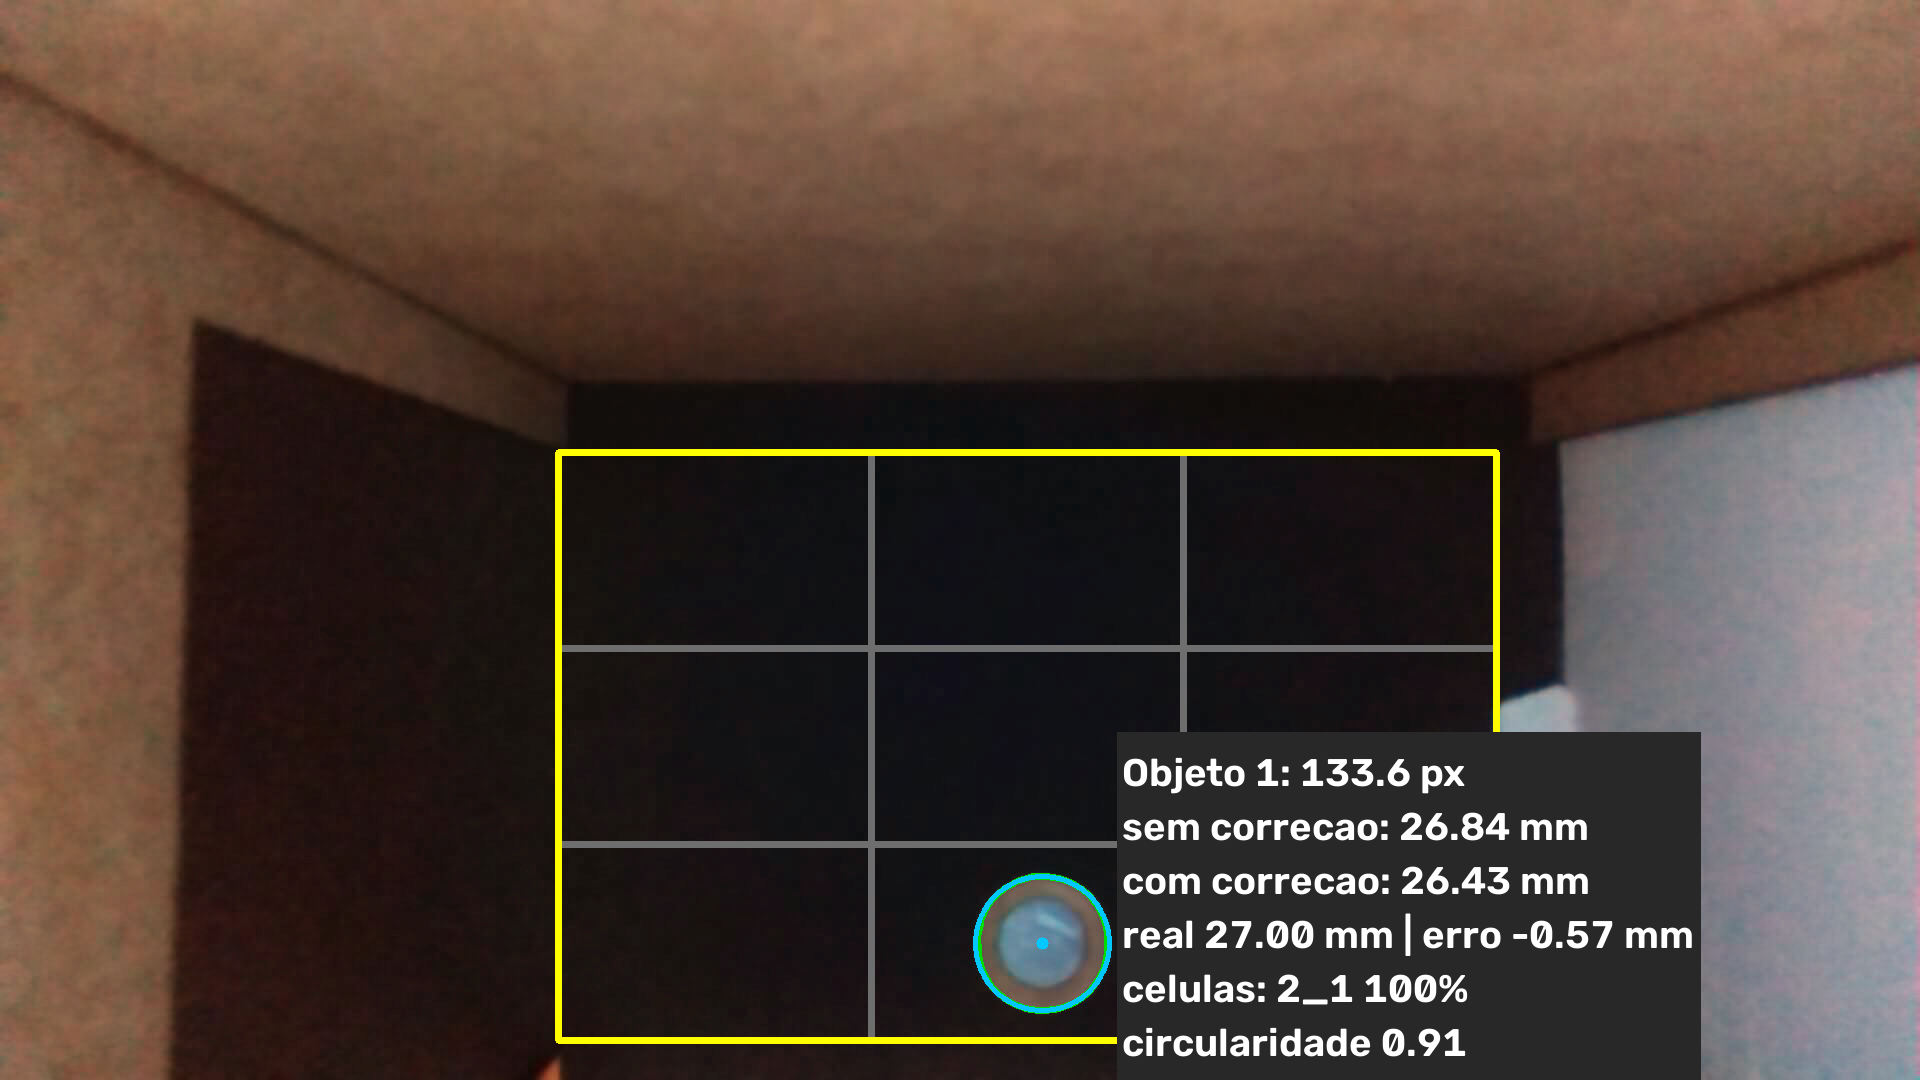 Objeto 1: 133.6 px
sem correcao: 26.84 mm
com correcao: 26.43 mm
real 27.00 mm | erro -0.57 mm
celulas: 2_1 100%
circularidade 0.91